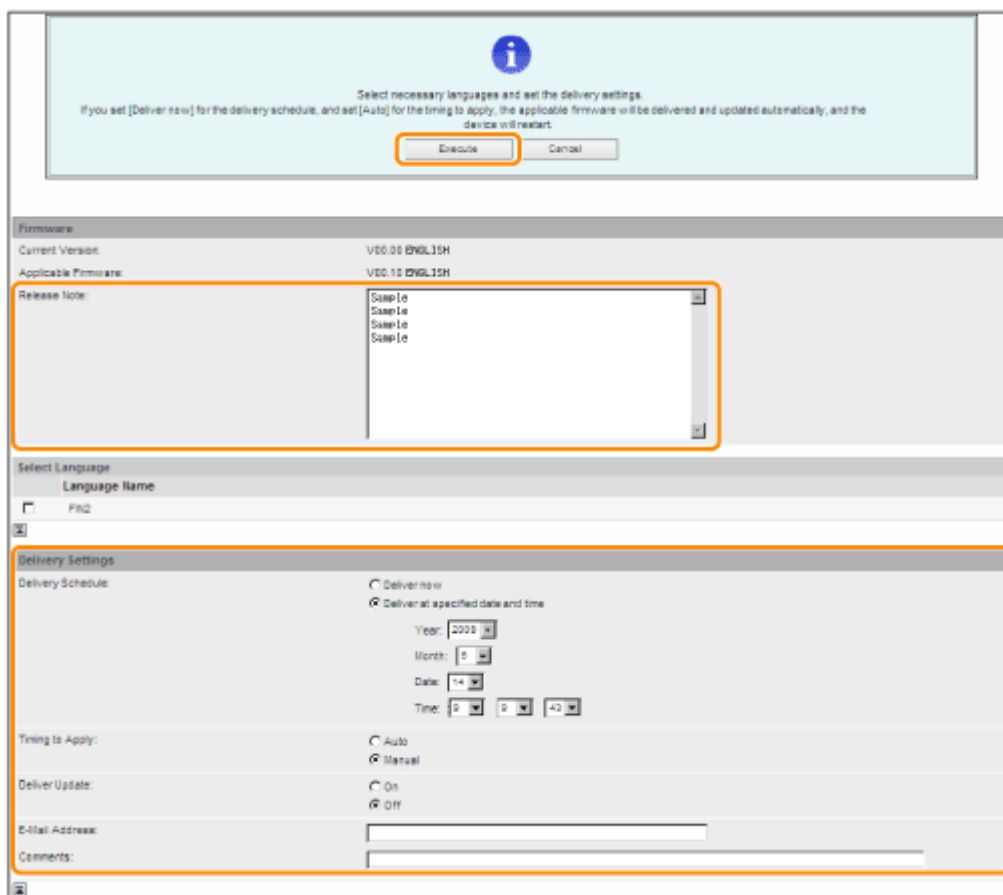 Select necessary languages and set the delivery settings.
If you set [Deliver now] for the delivery schedule, and set [Auto] for the timing to apply, the applicable firmware will be delivered and updated automatically, and the
device will restart.
Execute Cancel
Firmware
Current Version: V00.00 ENGLISH
Applicable Firmware: V00.10 ENGLISH
Release Note: Sample
Sample
Sample
Sample
Select Language
Language Name
Delivery Settings
Delivery Schedule: Deliver now
Deliver at specified date and time
Year: 2009
Month:
Date: 14
Time: 9 9 43
Timing to Apply: Auto
Manual
Deliver Update: On
Off
E-Mail Address:
Comments: